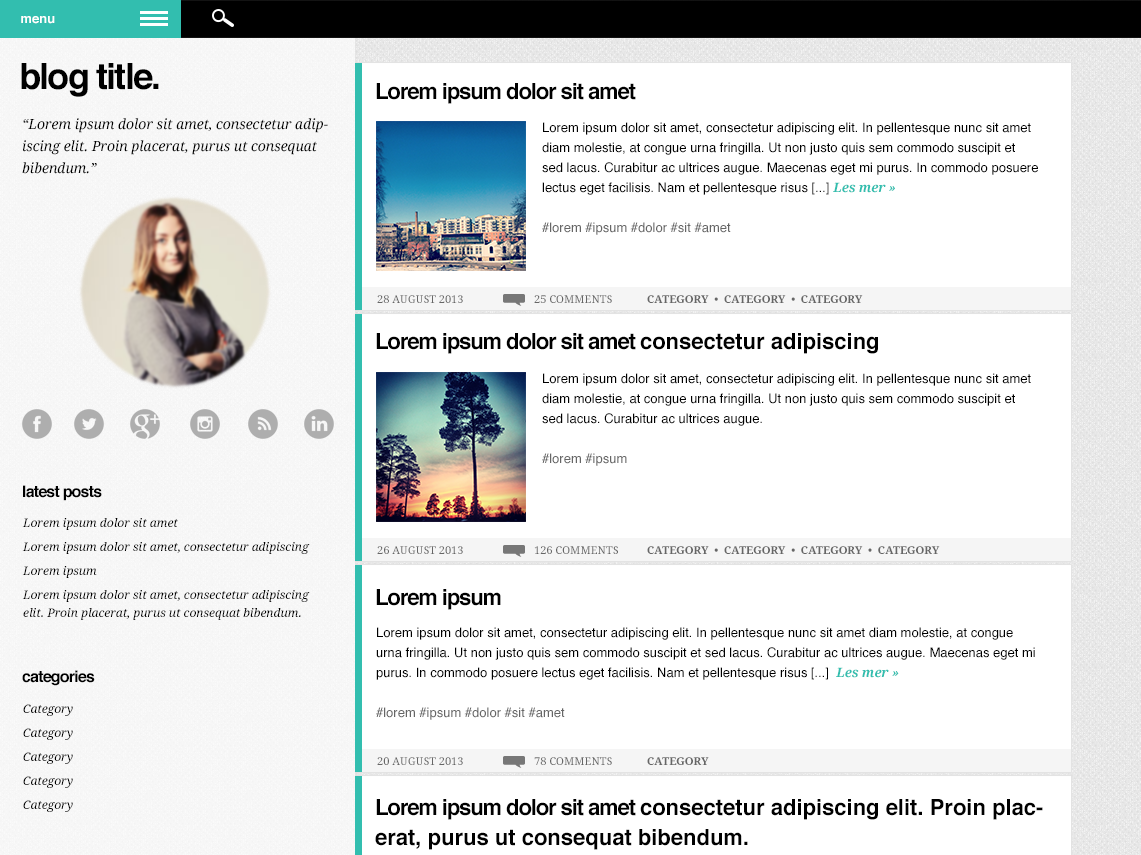 menu
blog title.
“Lorem ipsum dolor sit amet, consectetur adip-
iscing elit. Proin placerat, purus ut consequat
bibendum.”
f
g+
in
latest posts
Lorem ipsum dolor sit amet
Lorem ipsum dolor sit amet, consectetur adipiscing
Lorem ipsum
Lorem ipsum dolor sit amet, consectetur adipiscing
elit. Proin placerat, purus ut consequat bibendum.
categories
Category
Category
Category
Category
Category
Lorem ipsum dolor sit amet
Lorem ipsum dolor sit amet, consectetur adipiscing elit. In pellentesque nunc sit amet
diam molestie, at congue urna fringilla. Ut non justo quis sem commodo suscipit et
sed lacus. Curabitur ac ultrices augue. Maecenas eget mi purus. In commodo posuere
lectus eget facilisis. Nam et pellentesque risus [...] Les mer »
#lorem #ipsum #dolor #sit #amet
28 AUGUST 2013 25 COMMENTS CATEGORY • CATEGORY • CATEGORY
Lorem ipsum dolor sit amet consectetur adipiscing
Lorem ipsum dolor sit amet, consectetur adipiscing elit. In pellentesque nunc sit amet
diam molestie, at congue urna fringilla. Ut non justo quis sem commodo suscipit et
sed lacus. Curabitur ac ultrices augue.
#lorem #ipsum
26 AUGUST 2013 126 COMMENTS CATEGORY • CATEGORY • CATEGORY • CATEGORY
Lorem ipsum
Lorem ipsum dolor sit amet, consectetur adipiscing elit. In pellentesque nunc sit amet diam molestie, at congue
urna fringilla. Ut non justo quis sem commodo suscipit et sed lacus. Curabitur ac ultrices augue. Maecenas eget mi
purus. In commodo posuere lectus eget facilisis. Nam et pellentesque risus [...] Les mer »
#lorem #ipsum #dolor #sit #amet
20 AUGUST 2013 78 COMMENTS CATEGORY
Lorem ipsum dolor sit amet consectetur adipiscing elit. Proin plac-
erat, purus ut consequat bibendum.